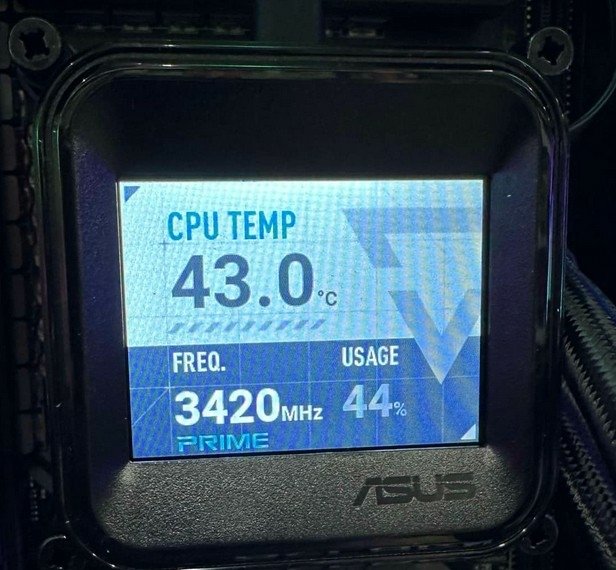 CPU TEMP
43.0°C
FREQ. USAGE
3420MHz 44%
PRIME
ASUS